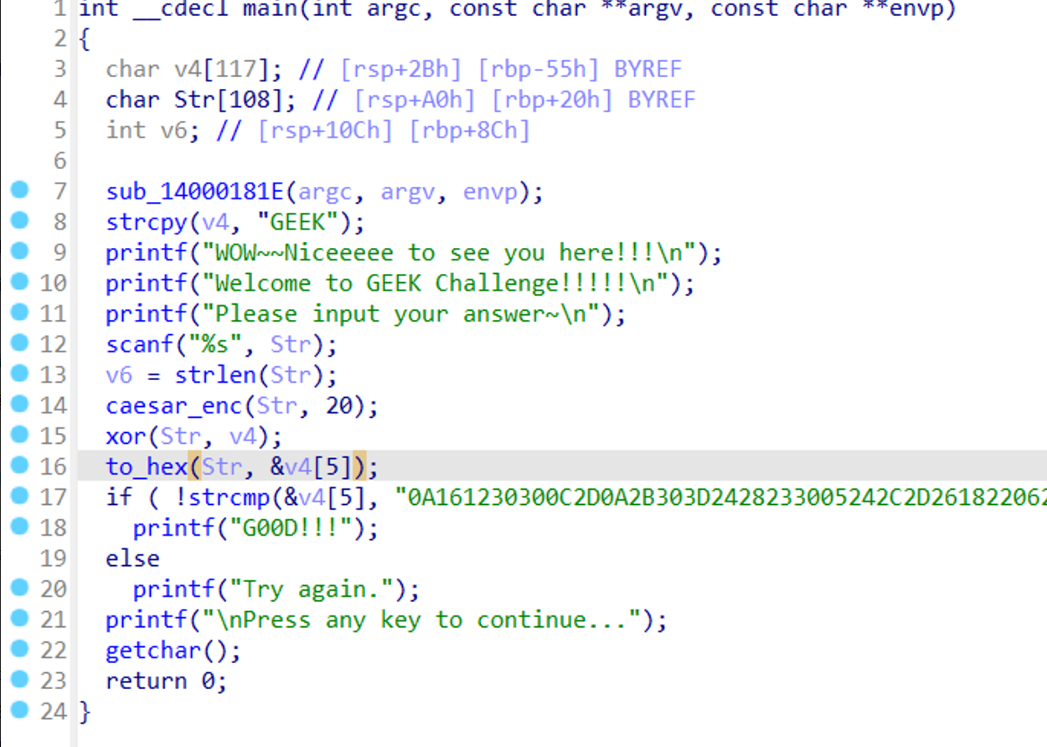 1 int __cdecl main(int argc, const char **argv, const char **envp)
2 {
3 char v4[117]; // [rsp+2Bh] [rbp-55h] BYREF
4 char Str[108]; // [rsp+A0h] [rbp+20h] BYREF
5 int v6; // [rsp+10Ch] [rbp+8Ch]
6
7 sub_14000181E(argc, argv, envp);
8 strcpy(v4, "GEEK");
9 printf("WOW~~Niceeeee to see you here!!!\n");
10 printf("Welcome to GEEK Challenge!!!!!\n");
11 printf("Please input your answer~\n");
12 scanf("%s", Str);
13 v6 = strlen(Str);
14 caesar_enc(Str, 20);
15 xor(Str, v4);
16 to_hex(Str, &v4[5]);
17 if ( !strcmp(&v4[5], "0A161230300C2D0A2B303D2428233005242C2D261822062
18 printf("G00D!!!");
19 else
20 printf("Try again.");
21 printf("\nPress any key to continue...");
22 getchar();
23 return 0;
24 }